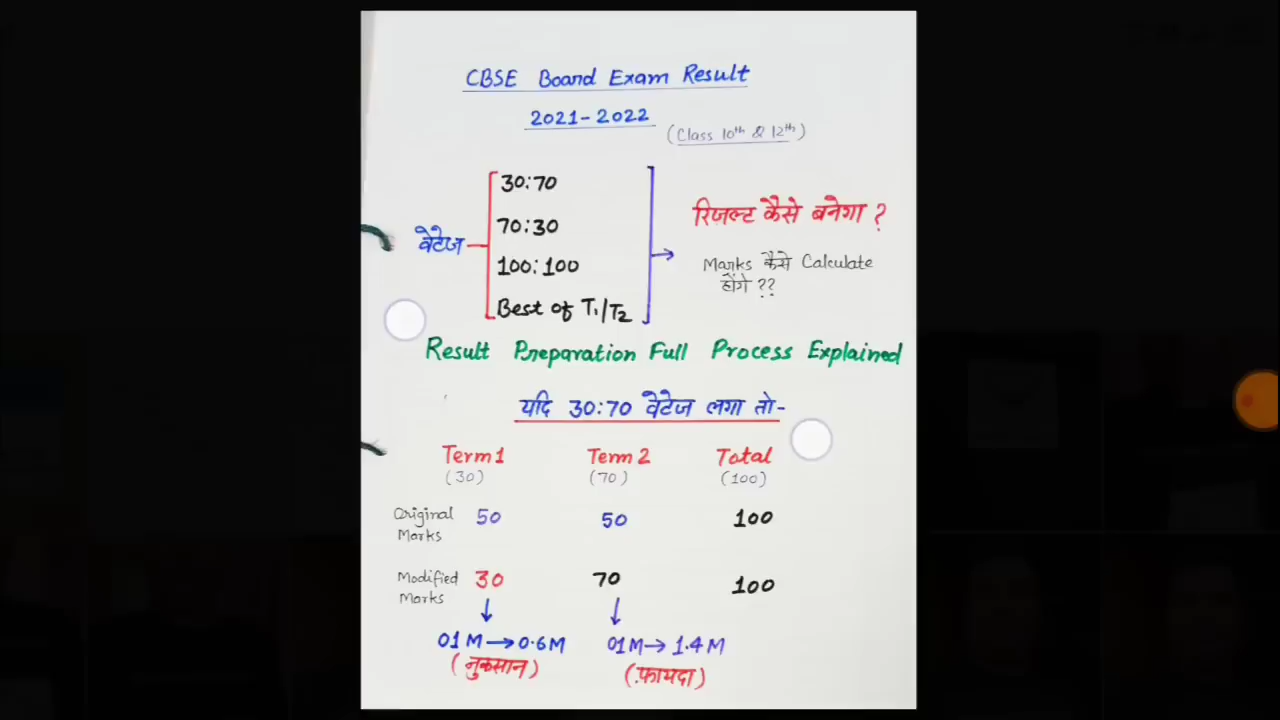 CBSE Board Exam Result
2021-2022
(Class 10th & 12th)
वेटेज
30:70
70:30
100:100
Best of T1/T2
रिजल्ट कैसे बनेगा ?
Marks कैसे Calculate
होंगे ??
Result Preparation Full Process Explained
यदि 30:70 वेटेज लगा तो-
Term 1 Term 2 Total
(30) (70) (100)
Original Marks 50 50 100
Modified Marks 30 70 100
01 M → 0.6M 01M → 1.4 M
(नुकसान) (फ़ायदा)